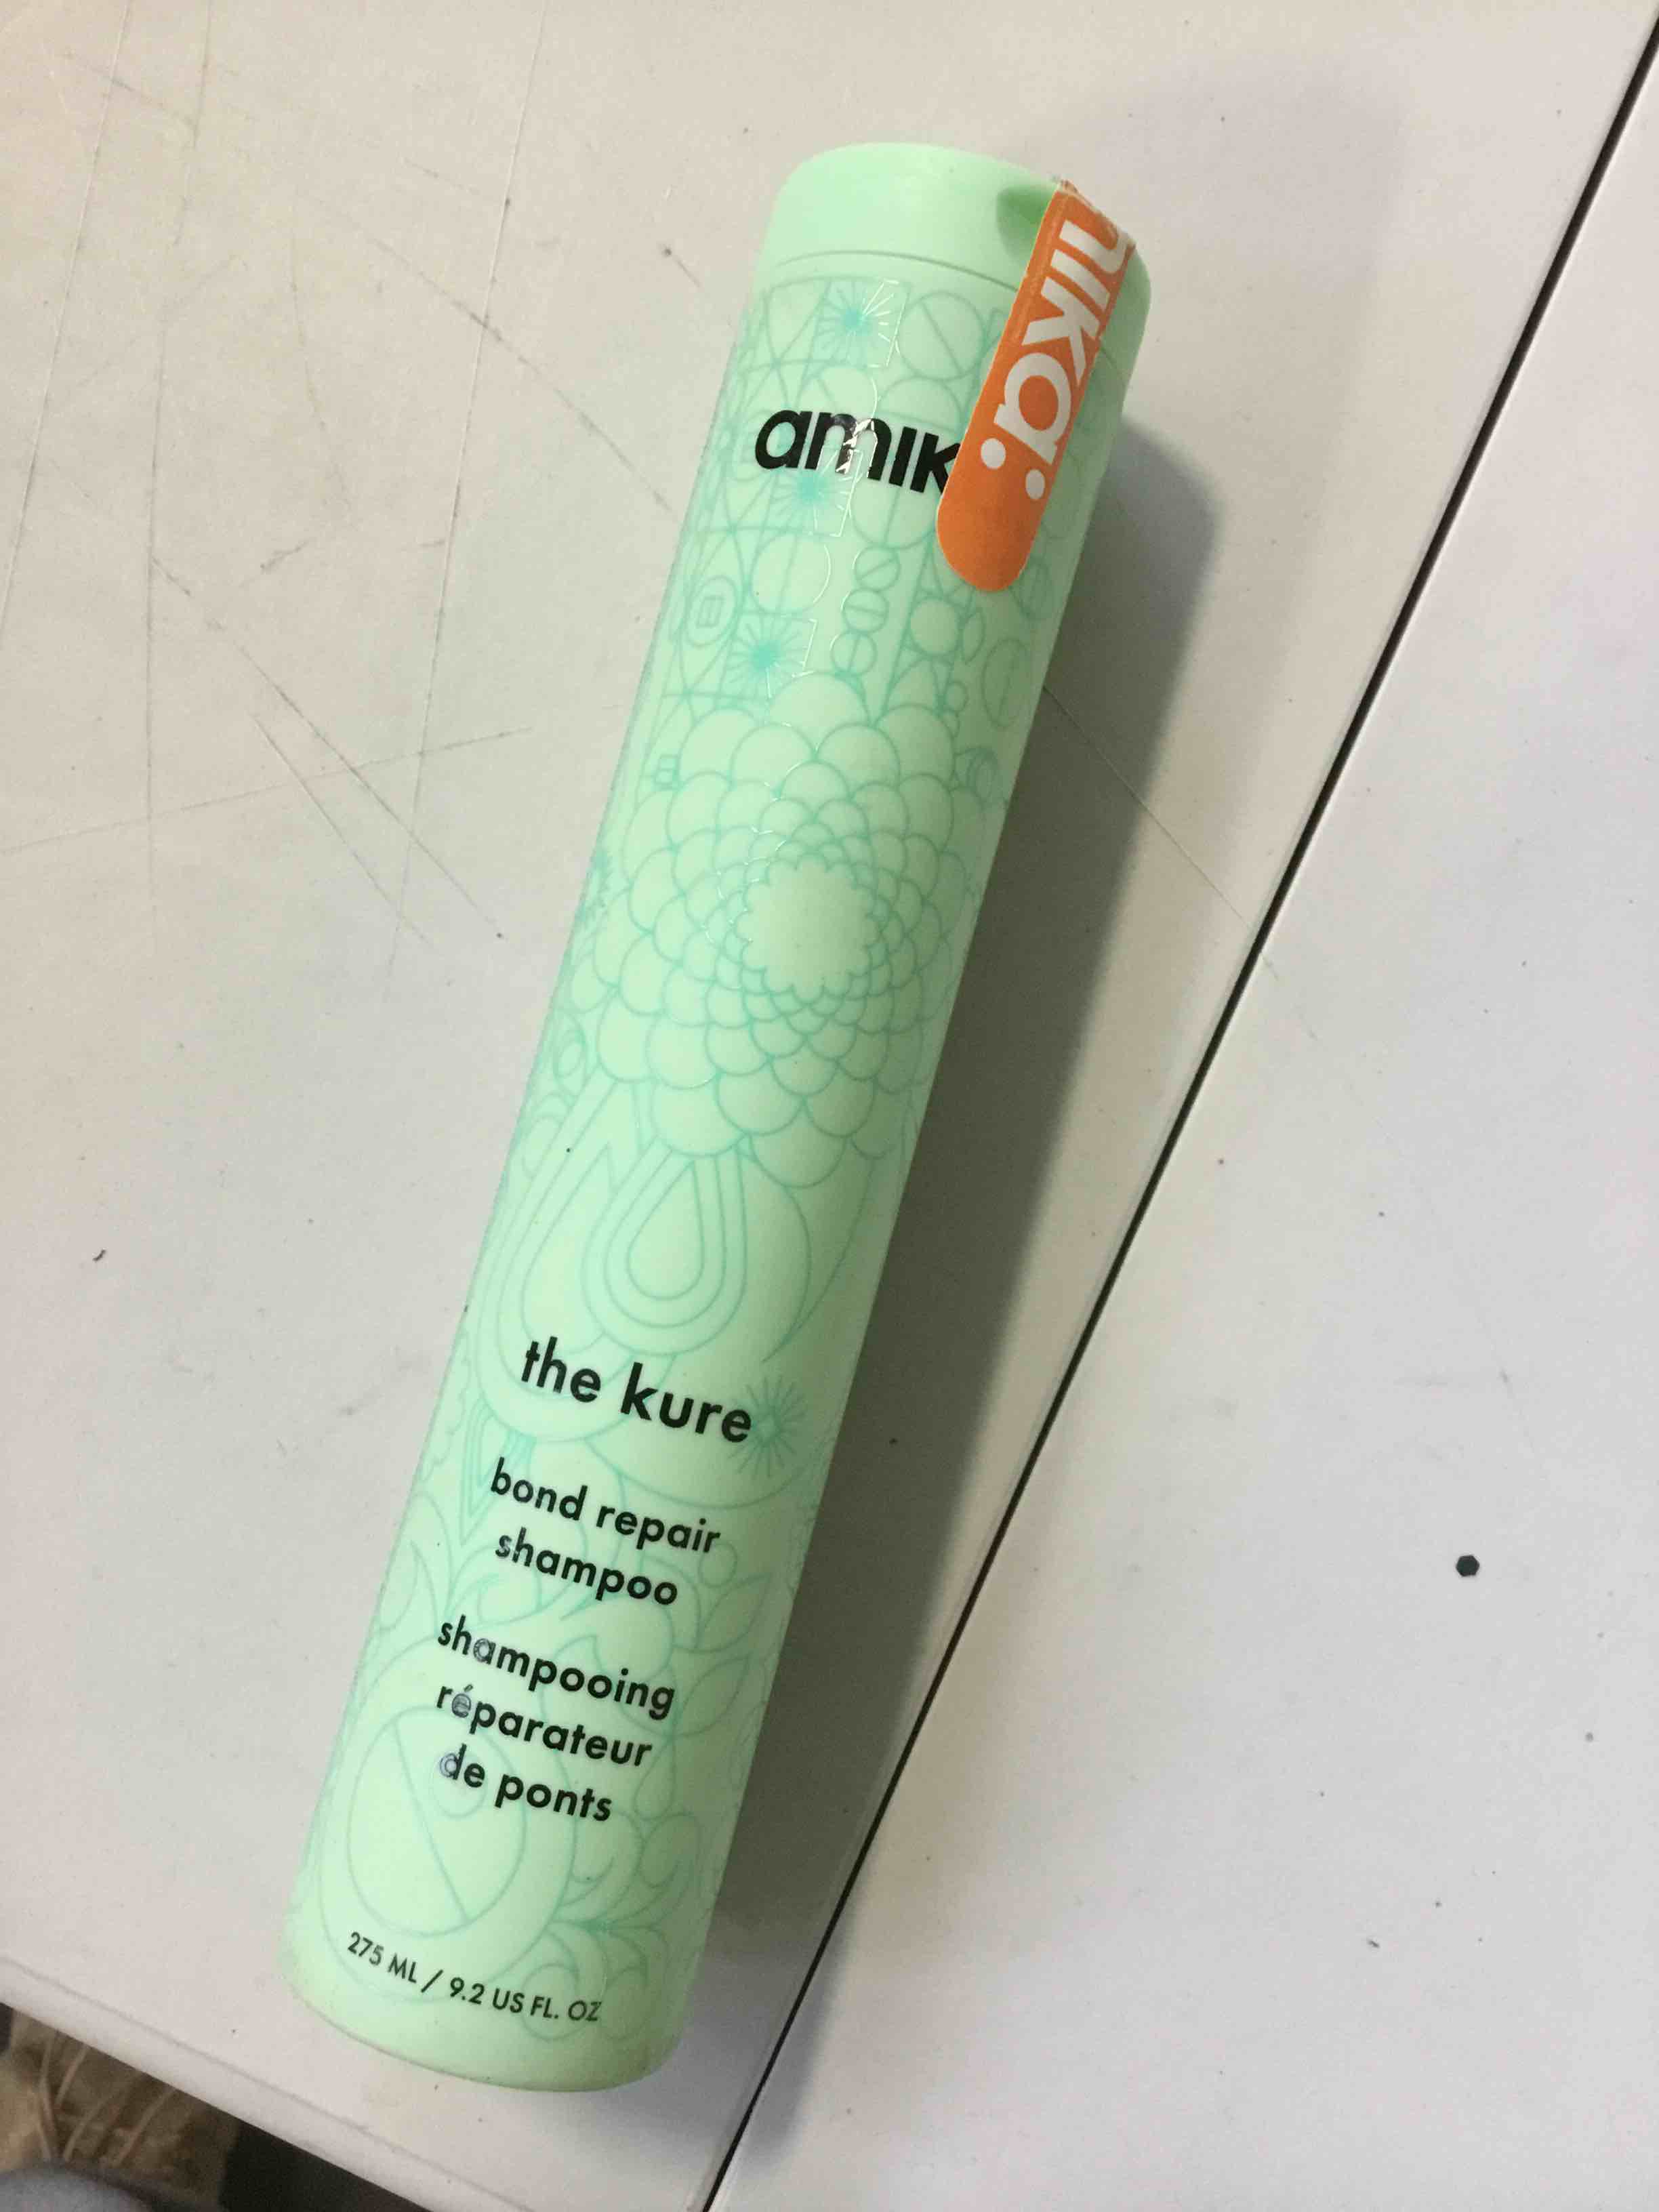 amika:
amik
the kure
bond repair
shampoo
shampooing
réparateur
de ponts
275 ML / 9.2 US FL. OZ